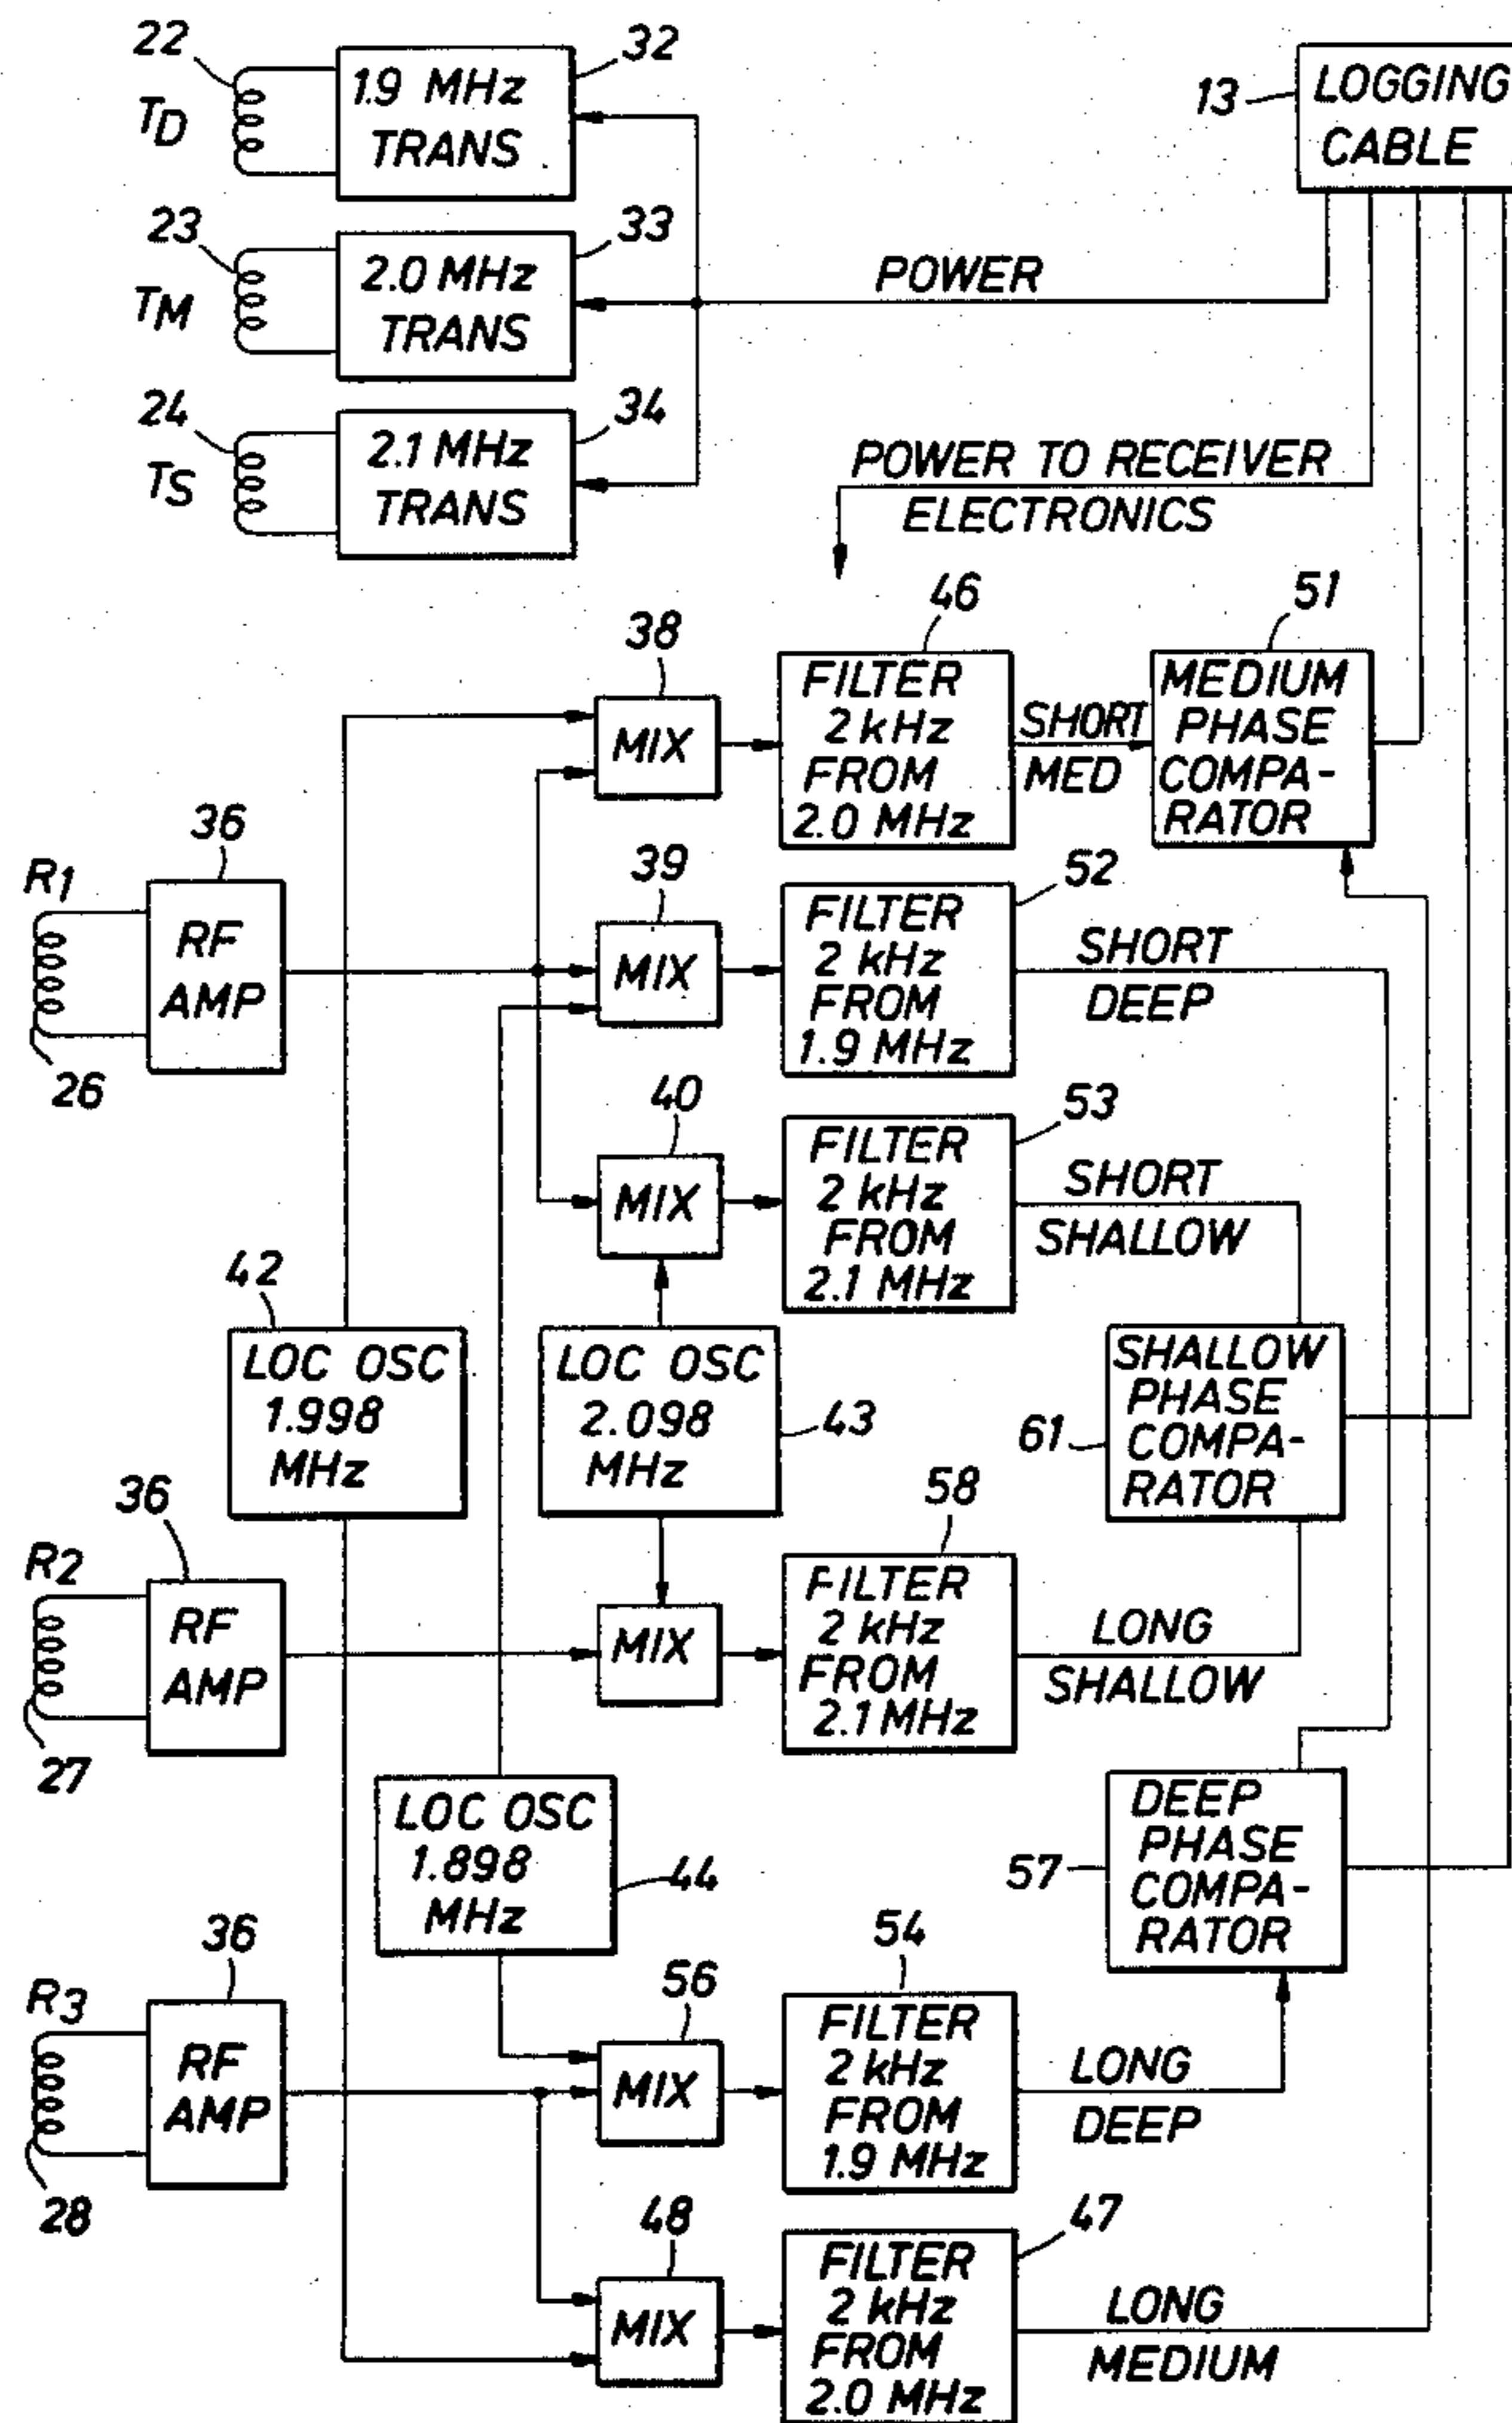 22
TD
1.9 MHz
TRANS
32
13
LOGGING
CABLE
23
TM
2.0 MHz
TRANS
33
POWER
24
TS
2.1 MHz
TRANS
34
POWER TO RECEIVER
ELECTRONICS
38
MIX
46
FILTER
2 kHz
FROM
2.0 MHz
SHORT
MED
51
MEDIUM
PHASE
COMPA-
RATOR
R1
36
RF
AMP
26
39
MIX
52
FILTER
2 kHz
FROM
1.9 MHz
SHORT
DEEP
40
MIX
53
FILTER
2 kHz
FROM
2.1 MHz
SHORT
SHALLOW
42
LOC OSC
1.998
MHz
LOC OSC
2.098
MHz
43
61
SHALLOW
PHASE
COMPA-
RATOR
R2
36
RF
AMP
27
MIX
58
FILTER
2 kHz
FROM
2.1 MHz
LONG
SHALLOW
LOC OSC
1.898
MHz
44
57
DEEP
PHASE
COMPA-
RATOR
R3
36
RF
AMP
28
56
MIX
54
FILTER
2 kHz
FROM
1.9 MHz
LONG
DEEP
48
MIX
47
FILTER
2 kHz
FROM
2.0 MHz
LONG
MEDIUM